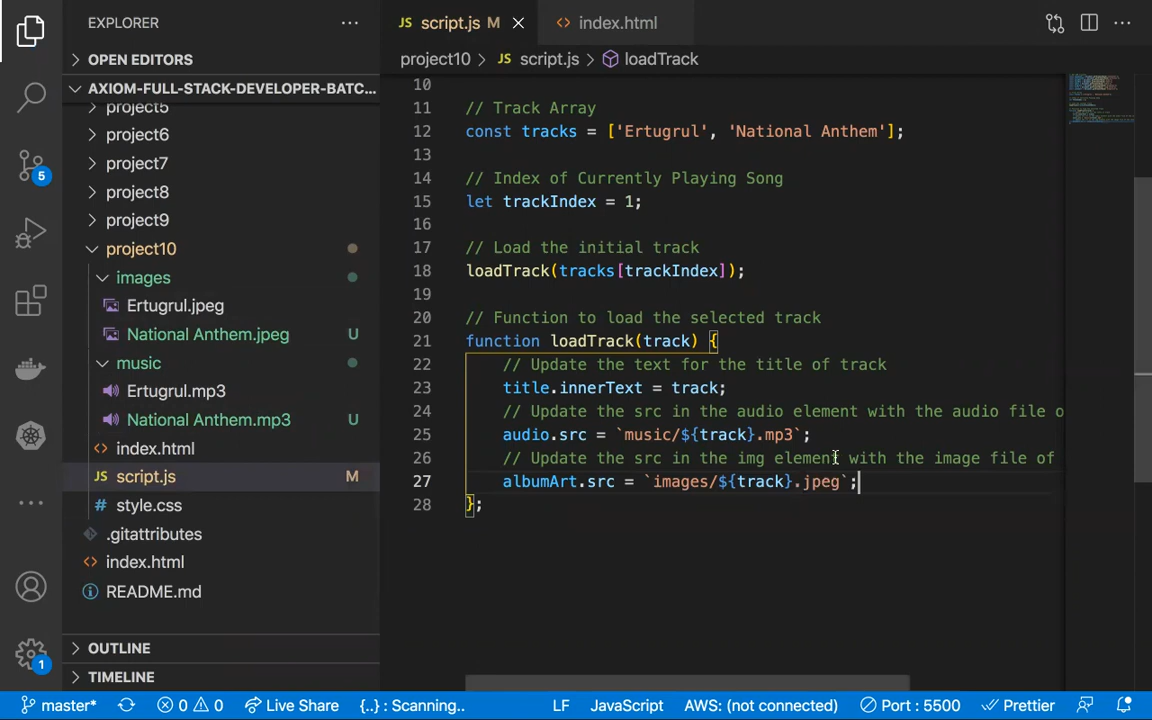 EXPLORER
OPEN EDITORS
AXIOM-FULL-STACK-DEVELOPER-BATC...
project5
project6
project7
project8
project9
project10
images
Ertugrul.jpeg
National Anthem.jpeg U
music
Ertugrul.mp3
National Anthem.mp3 U
index.html
JS script.js M
style.css
.gitattributes
index.html
README.md
OUTLINE
TIMELINE
5
1
JS script.js M
index.html
project10 > JS script.js > loadTrack
10
11 // Track Array
12 const tracks = ['Ertugrul', 'National Anthem'];
13
14 // Index of Currently Playing Song
15 let trackIndex = 1;
16
17 // Load the initial track
18 loadTrack(tracks[trackIndex]);
19
20 // Function to load the selected track
21 function loadTrack(track) {
22 // Update the text for the title of track
23 title.innerText = track;
24 // Update the src in the audio element with the audio file o
25 audio.src = `music/${track}.mp3`;
26 // Update the src in the img element with the image file of
27 albumArt.src = `images/${track}.jpeg`;
28 };
master* 0 0 Live Share {..} : Scanning.. LF JavaScript AWS: (not connected) Port : 5500 Prettier